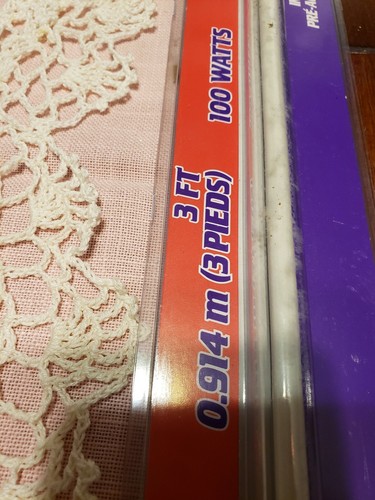 3 FT
0.914 m (3 PIEDS)
100 WATTS